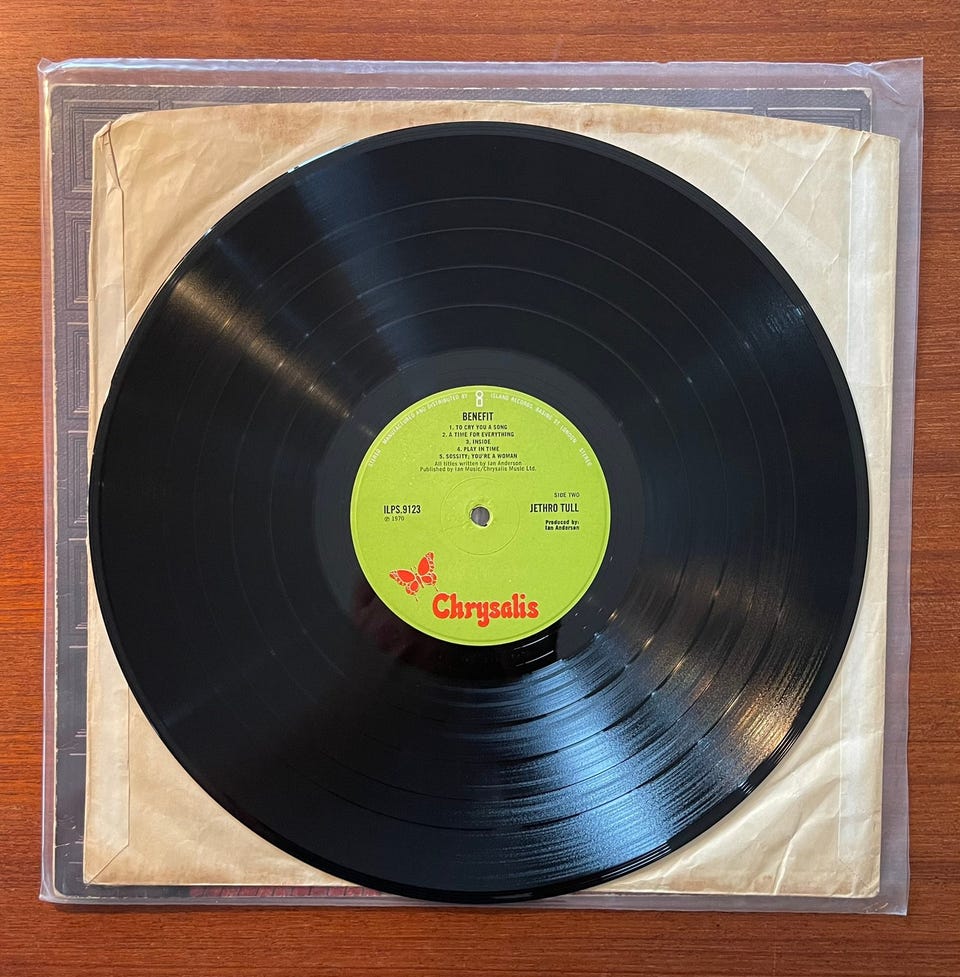 MANUFACTURED AND DISTRIBUTED BY ISLAND RECORDS, BASING ST LONDON
STEREO
STEREO
BENEFIT
1. TO CRY YOU A SONG
2. A TIME FOR EVERYTHING
3. INSIDE
4. PLAY IN TIME
5. SOSSITY; YOU'RE A WOMAN
All titles written by Ian Anderson
Published by Ian Music/Chrysalis Music Ltd.
SIDE TWO
ILPS.9123
JETHRO TULL
℗ 1970
Produced by:
Ian Anderson
Chrysalis